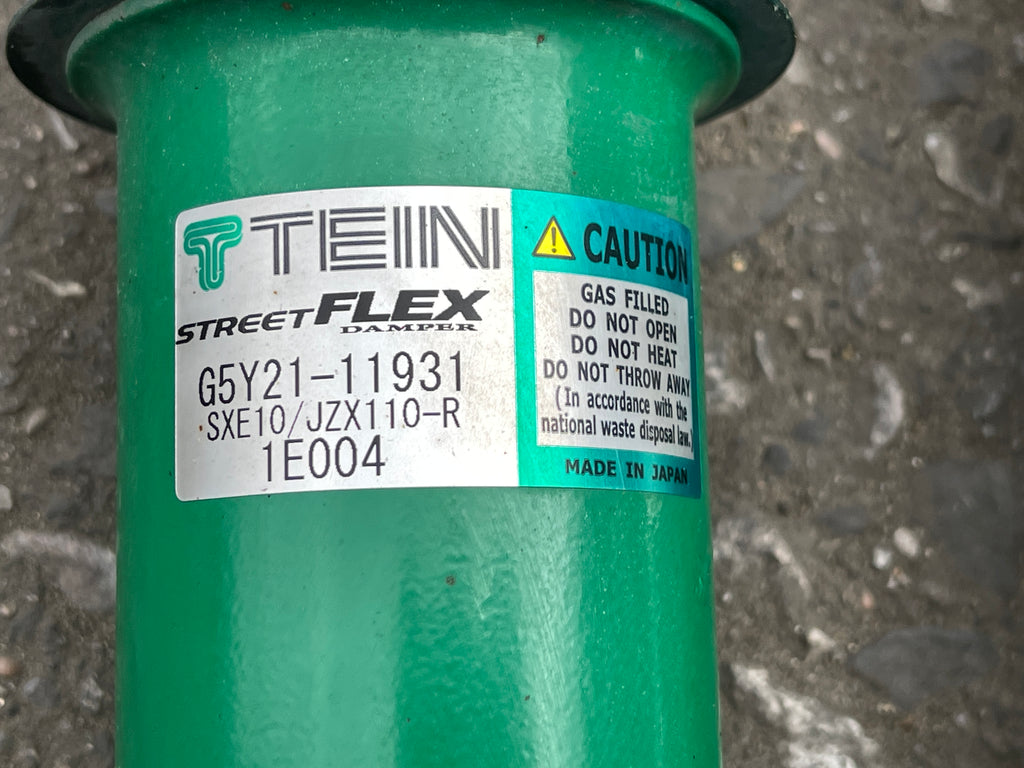 TEIN
STREET FLEX
DAMPER
G5Y21-11931
SXE10/JZX110-R
1E004
CAUTION
GAS FILLED
DO NOT OPEN
DO NOT HEAT
DO NOT THROW AWAY
(In accordance with the
national waste disposal law.)
MADE IN JAPAN